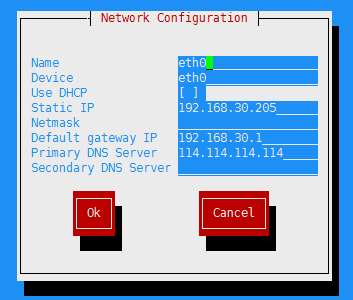 Network Configuration
Name eth0
Device eth0
Use DHCP [ ]
Static IP 192.168.30.205
Netmask
Default gateway IP 192.168.30.1
Primary DNS Server 114.114.114.114
Secondary DNS Server
Ok Cancel